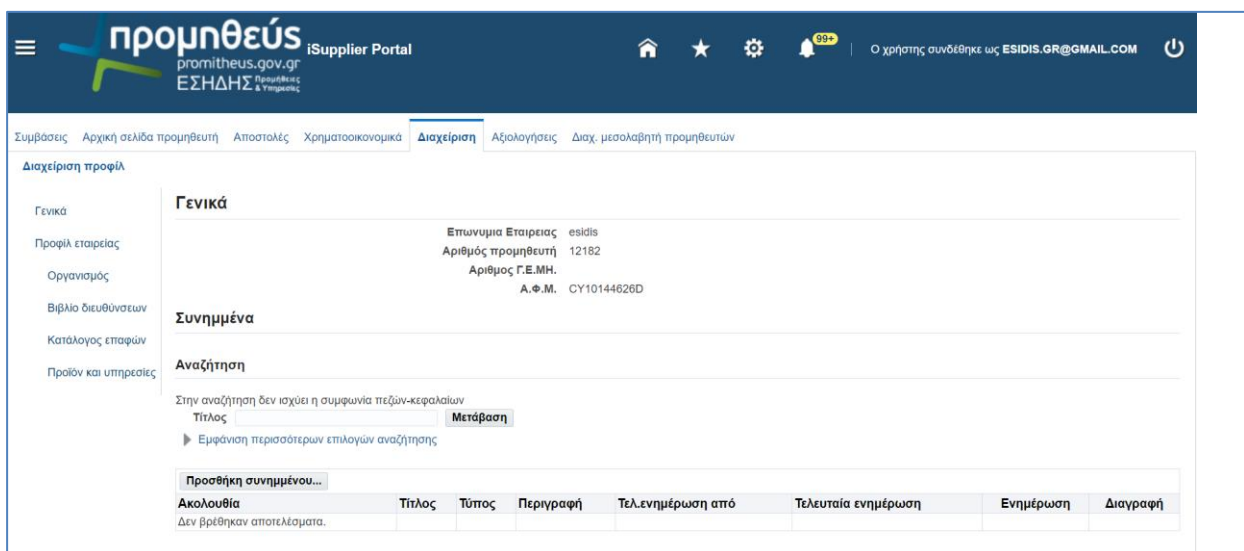 προμηθεύς
iSupplier Portal
promitheus.gov.gr
ΕΣΗΔΗΣ Προμήθειες & Υπηρεσίες
99+
Ο χρήστης συνδέθηκε ως ESIDIS.GR@GMAIL.COM
Συμβάσεις Αρχική σελίδα προμηθευτή Αποστολές Χρηματοοικονομικά Διαχείριση Αξιολογήσεις Διαχ. μεσολαβητή προμηθευτών
Διαχείριση προφίλ
Γενικά
Προφίλ εταιρείας
Οργανισμός
Βιβλίο διευθύνσεων
Κατάλογος επαφών
Προϊόν και υπηρεσίες
Γενικά
Επωνυμια Εταιρειας esidis
Αριθμός προμηθευτή 12182
Αριθμος Γ.Ε.ΜΗ.
Α.Φ.Μ. CY10144626D
Συνημμένα
Αναζήτηση
Στην αναζήτηση δεν ισχύει η συμφωνία πεζών-κεφαλαίων
Τίτλος Μετάβαση
Εμφάνιση περισσότερων επιλογών αναζήτησης
Προσθήκη συνημμένου...
Ακολουθία Τίτλος Τύπος Περιγραφή Τελ.ενημέρωση από Τελευταία ενημέρωση Ενημέρωση Διαγραφή
Δεν βρέθηκαν αποτελέσματα.